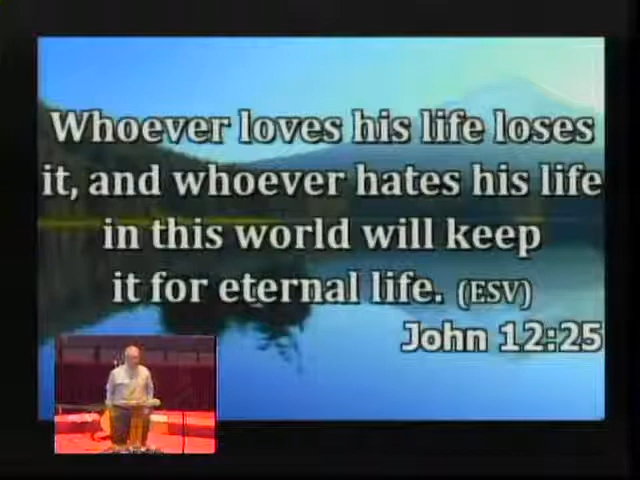 Whoever loves his life loses
it, and whoever hates his life
in this world will keep
it for eternal life. (ESV)
John 12:25